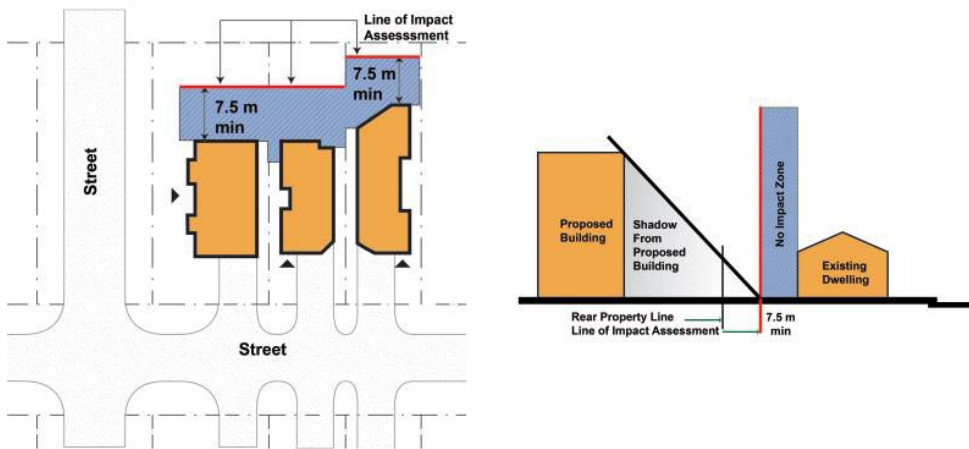 Line of Impact
Assesssment
7.5 m
min
7.5 m
min
Street
Street
Proposed
Building
Shadow
From
Proposed
Building
No Impact Zone
Existing
Dwelling
Rear Property Line
Line of Impact Assessment
7.5 m
min